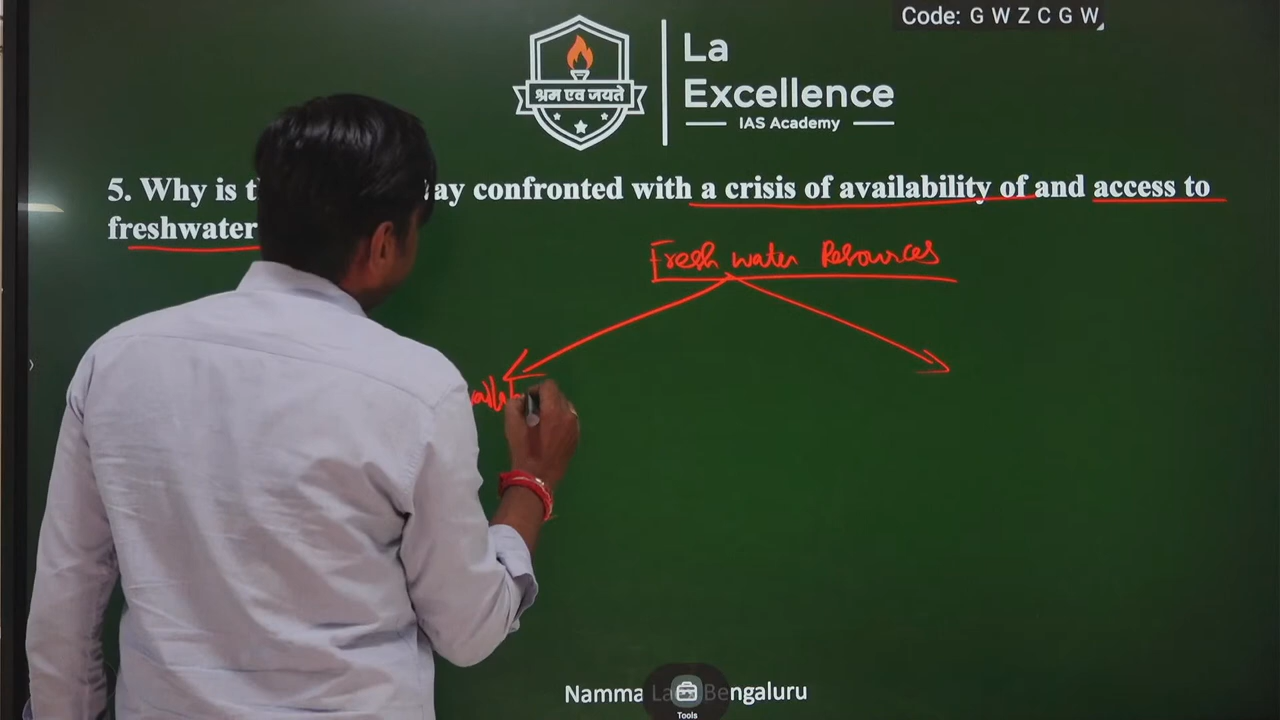 Code: G W Z C G W
श्रम एव जयते
La
Excellence
IAS Academy
5. Why is ay confronted with a crisis of availability of and access to
freshwater
Fresh water Resources
Namma Bengaluru
Tools